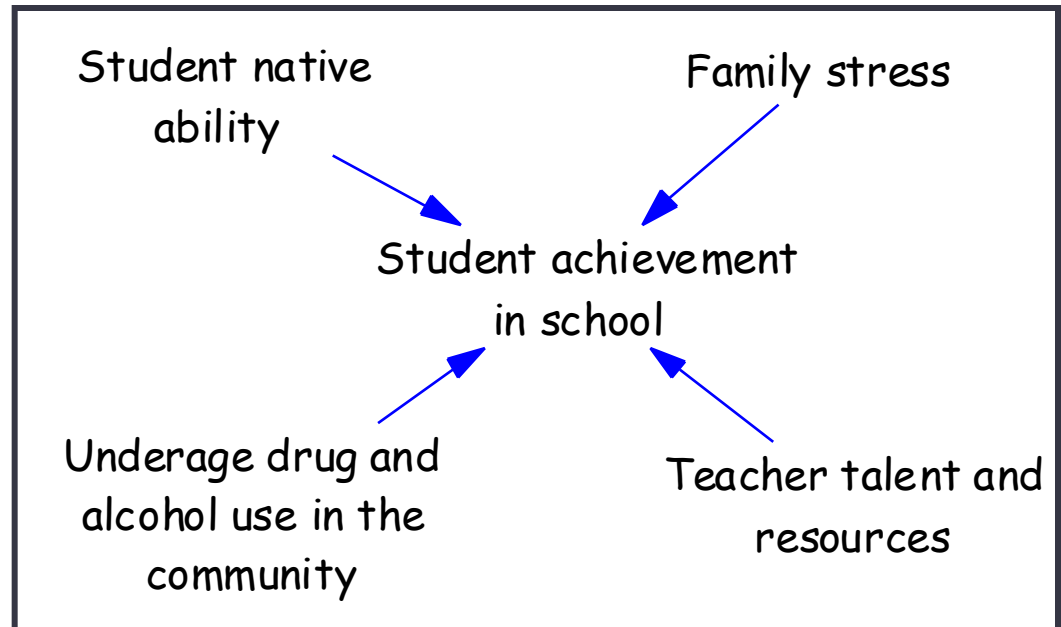 Student native
ability
Family stress
Student achievement
in school
Underage drug and
alcohol use in the
community
Teacher talent and
resources